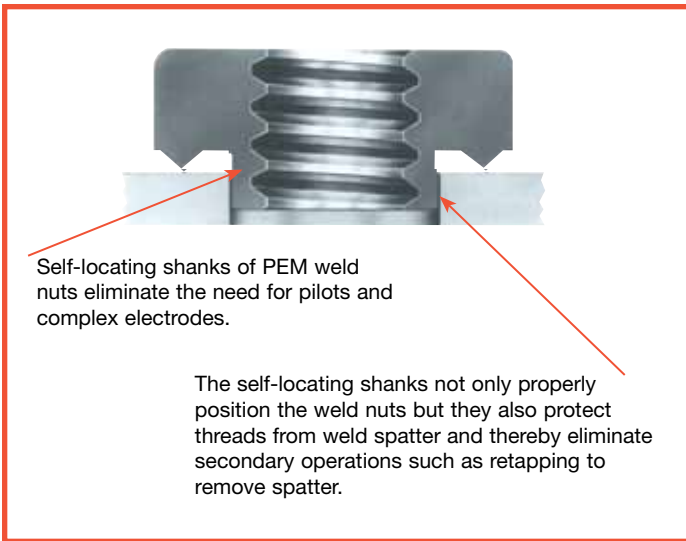 Self-locating shanks of PEM weld
nuts eliminate the need for pilots and
complex electrodes.
The self-locating shanks not only properly
position the weld nuts but they also protect
threads from weld spatter and thereby eliminate
secondary operations such as retapping to
remove spatter.